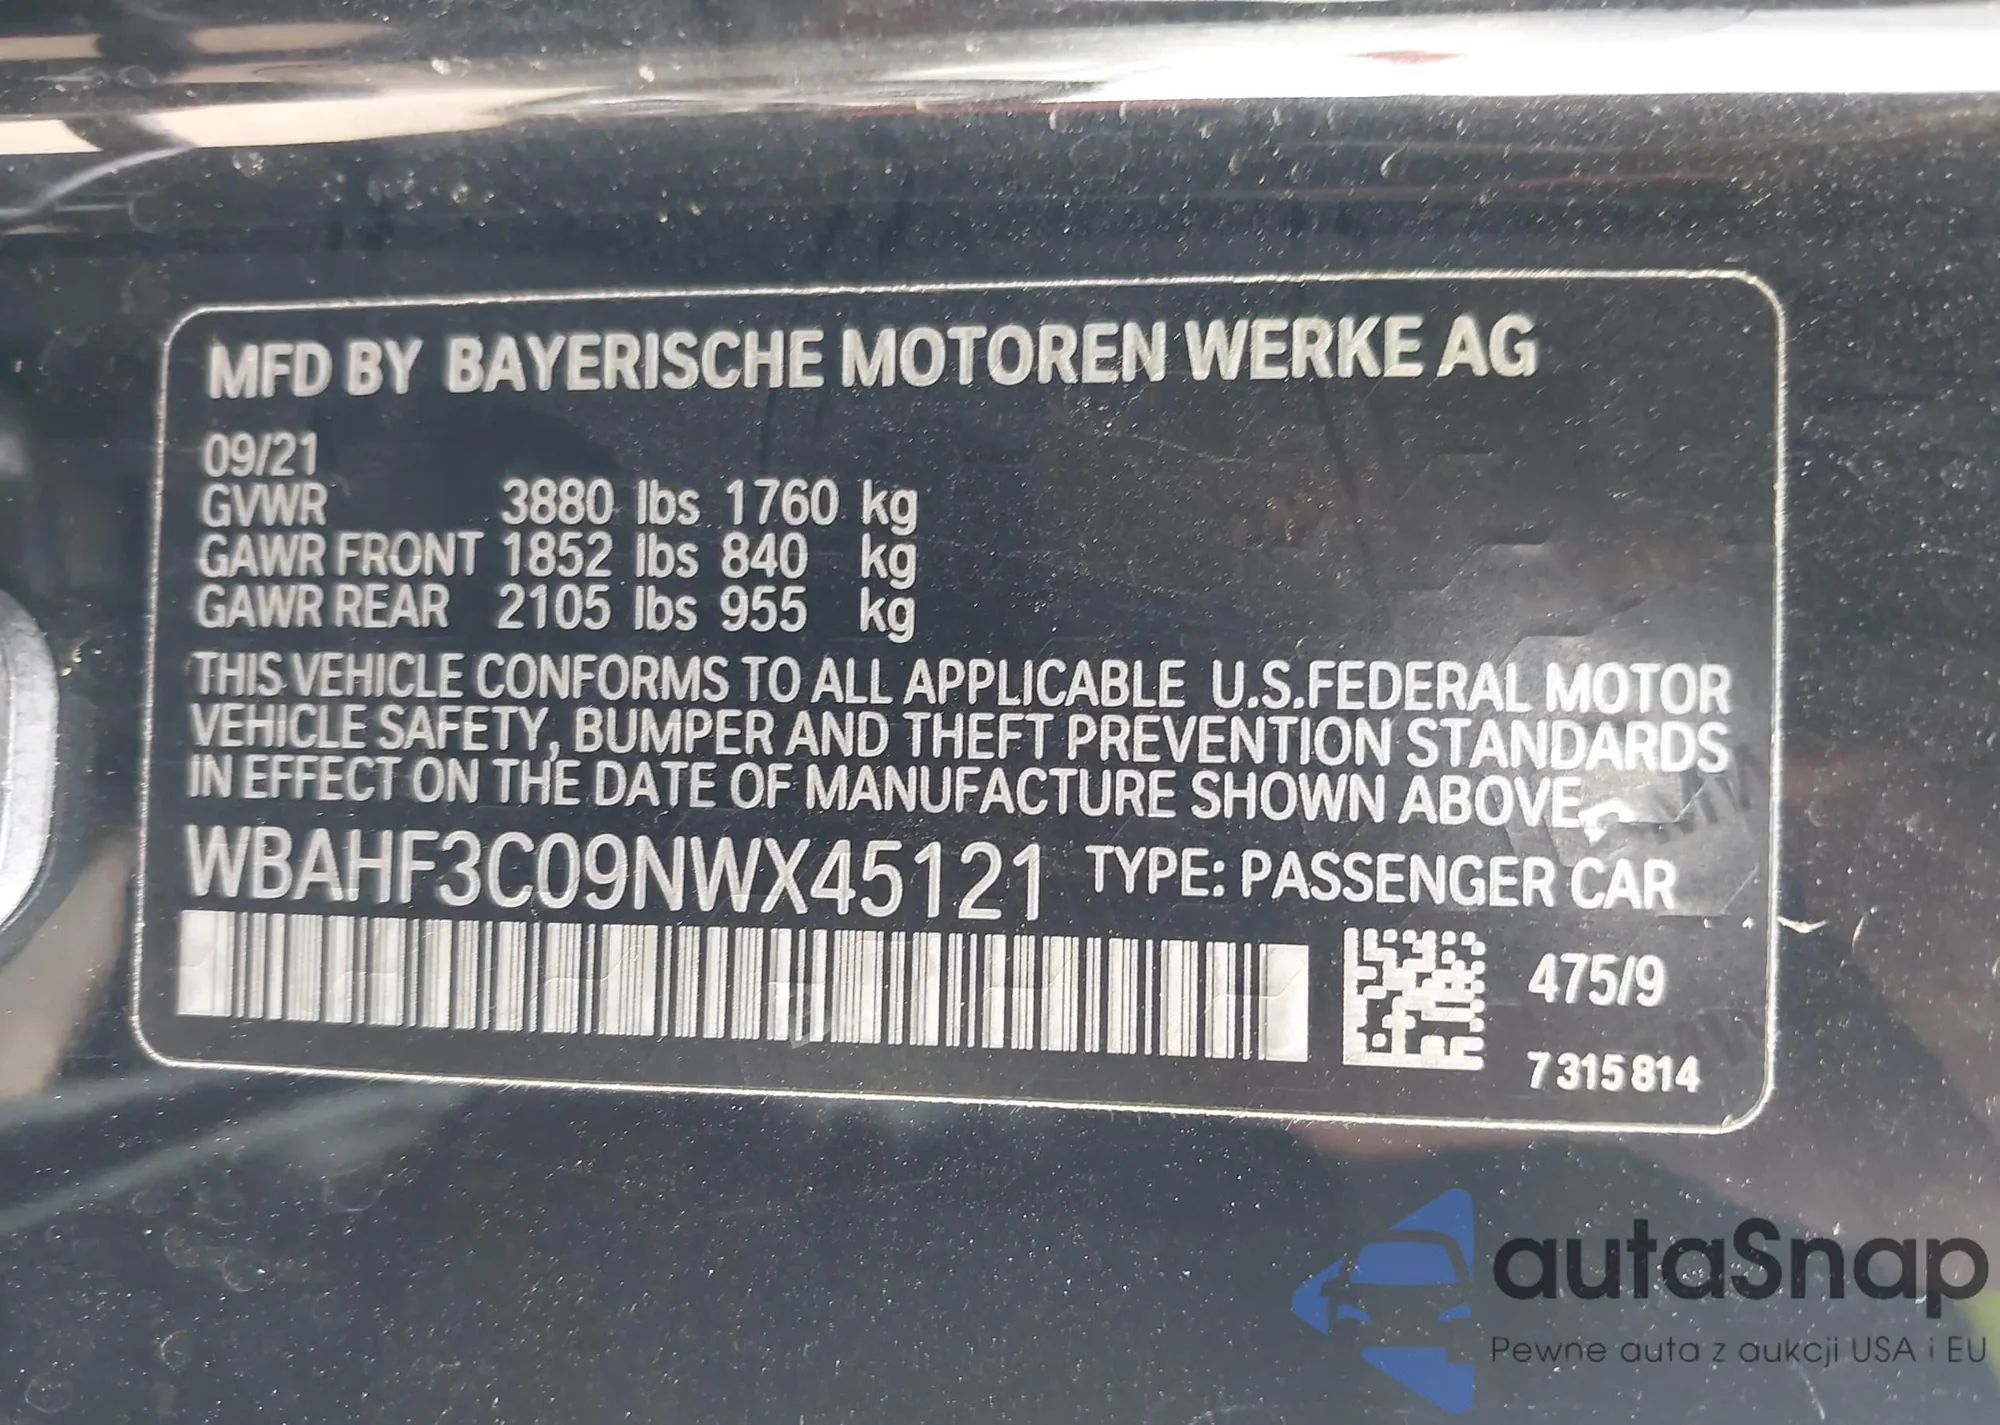 MFD BY BAYERISCHE MOTOREN WERKE AG
09/21
GVWR 3880 lbs 1760 kg
GAWR FRONT 1852 lbs 840 kg
GAWR REAR 2105 lbs 955 kg
THIS VEHICLE CONFORMS TO ALL APPLICABLE U.S.FEDERAL MOTOR
VEHICLE SAFETY, BUMPER AND THEFT PREVENTION STANDARDS
IN EFFECT ON THE DATE OF MANUFACTURE SHOWN ABOVE.
WBAHF3C09NWX45121 TYPE: PASSENGER CAR
475/9
7 315 814
autaSnap
Pewne auta z aukcji USA i EU